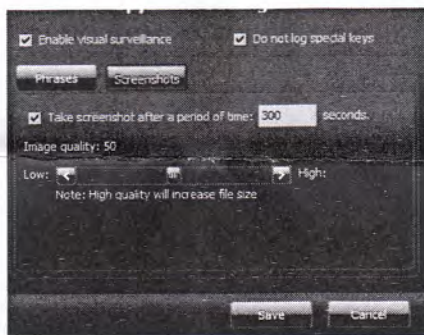 Enable visual surveillance Do not log special keys
Phrases Screenshots
Take screenshot after a period of time: 300 seconds.
Image quality: 50
Low: High:
Note: High quality will increase file size
Save Cancel